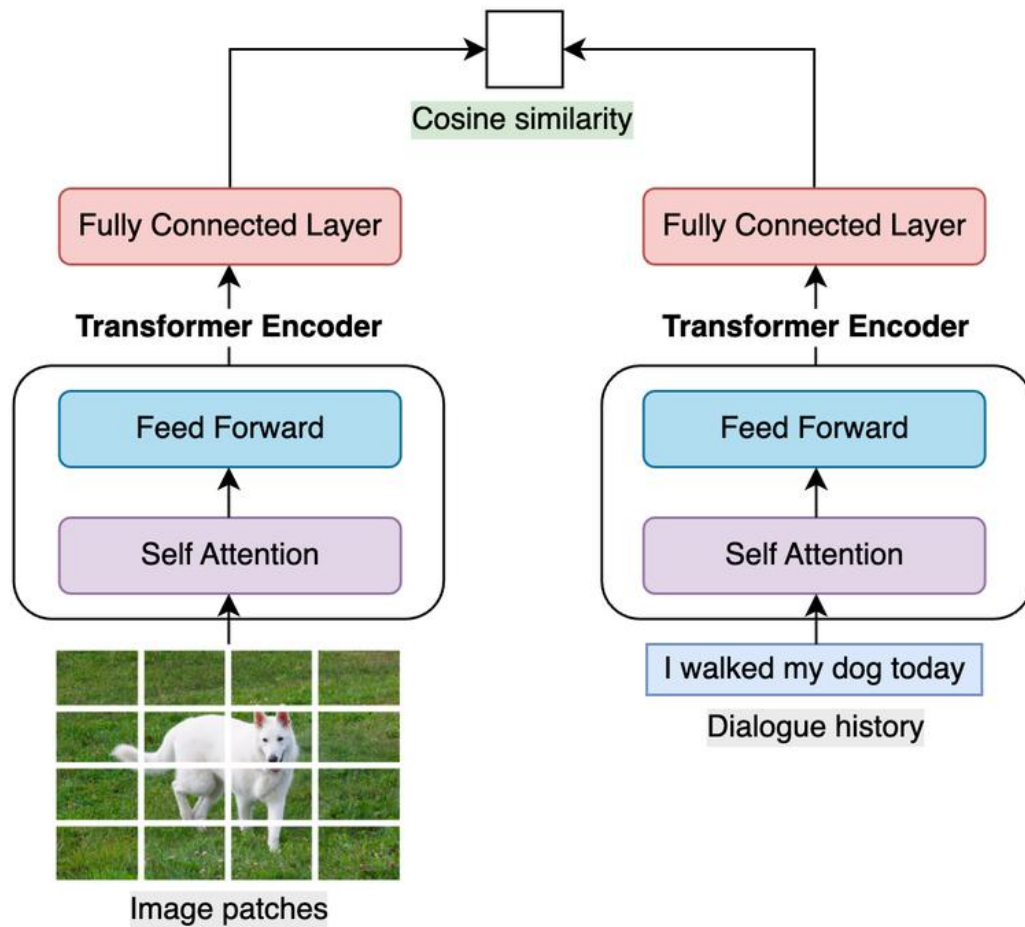 Cosine similarity
Fully Connected Layer
Fully Connected Layer
Transformer Encoder
Transformer Encoder
Feed Forward
Feed Forward
Self Attention
Self Attention
I walked my dog today
Dialogue history
Image patches